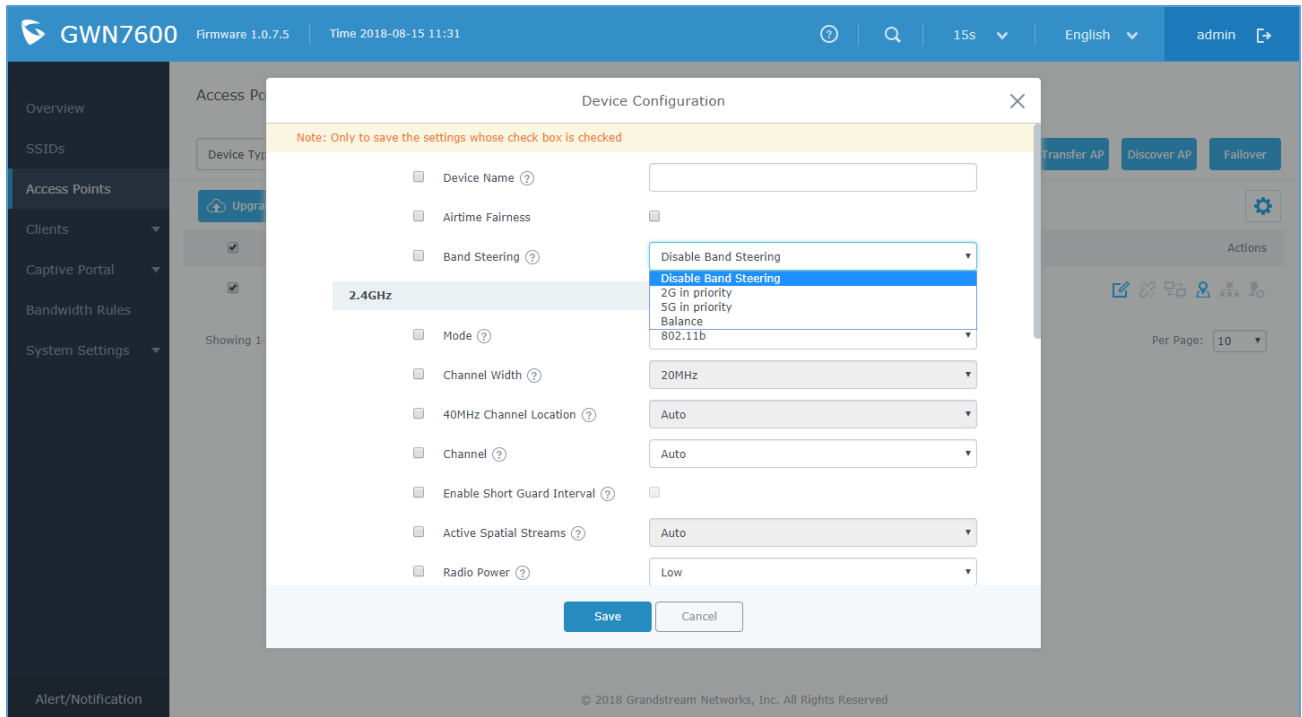 GWN7600 Firmware 1.0.7.5 Time 2018-08-15 11:31 15s English admin
Overview
SSIDs
Access Points
Clients
Captive Portal
Bandwidth Rules
System Settings
Alert/Notification
Access Po
Device Typ
Transfer AP Discover AP Failover
Upgra
Actions
Showing 1-
Per Page: 10
Device Configuration
Note: Only to save the settings whose check box is checked
Device Name
Airtime Fairness
Band Steering Disable Band Steering
Disable Band Steering
2G in priority
5G in priority
Balance
2.4GHz
Mode 802.11b
Channel Width 20MHz
40MHz Channel Location Auto
Channel Auto
Enable Short Guard Interval
Active Spatial Streams Auto
Radio Power Low
Save Cancel
© 2018 Grandstream Networks, Inc. All Rights Reserved